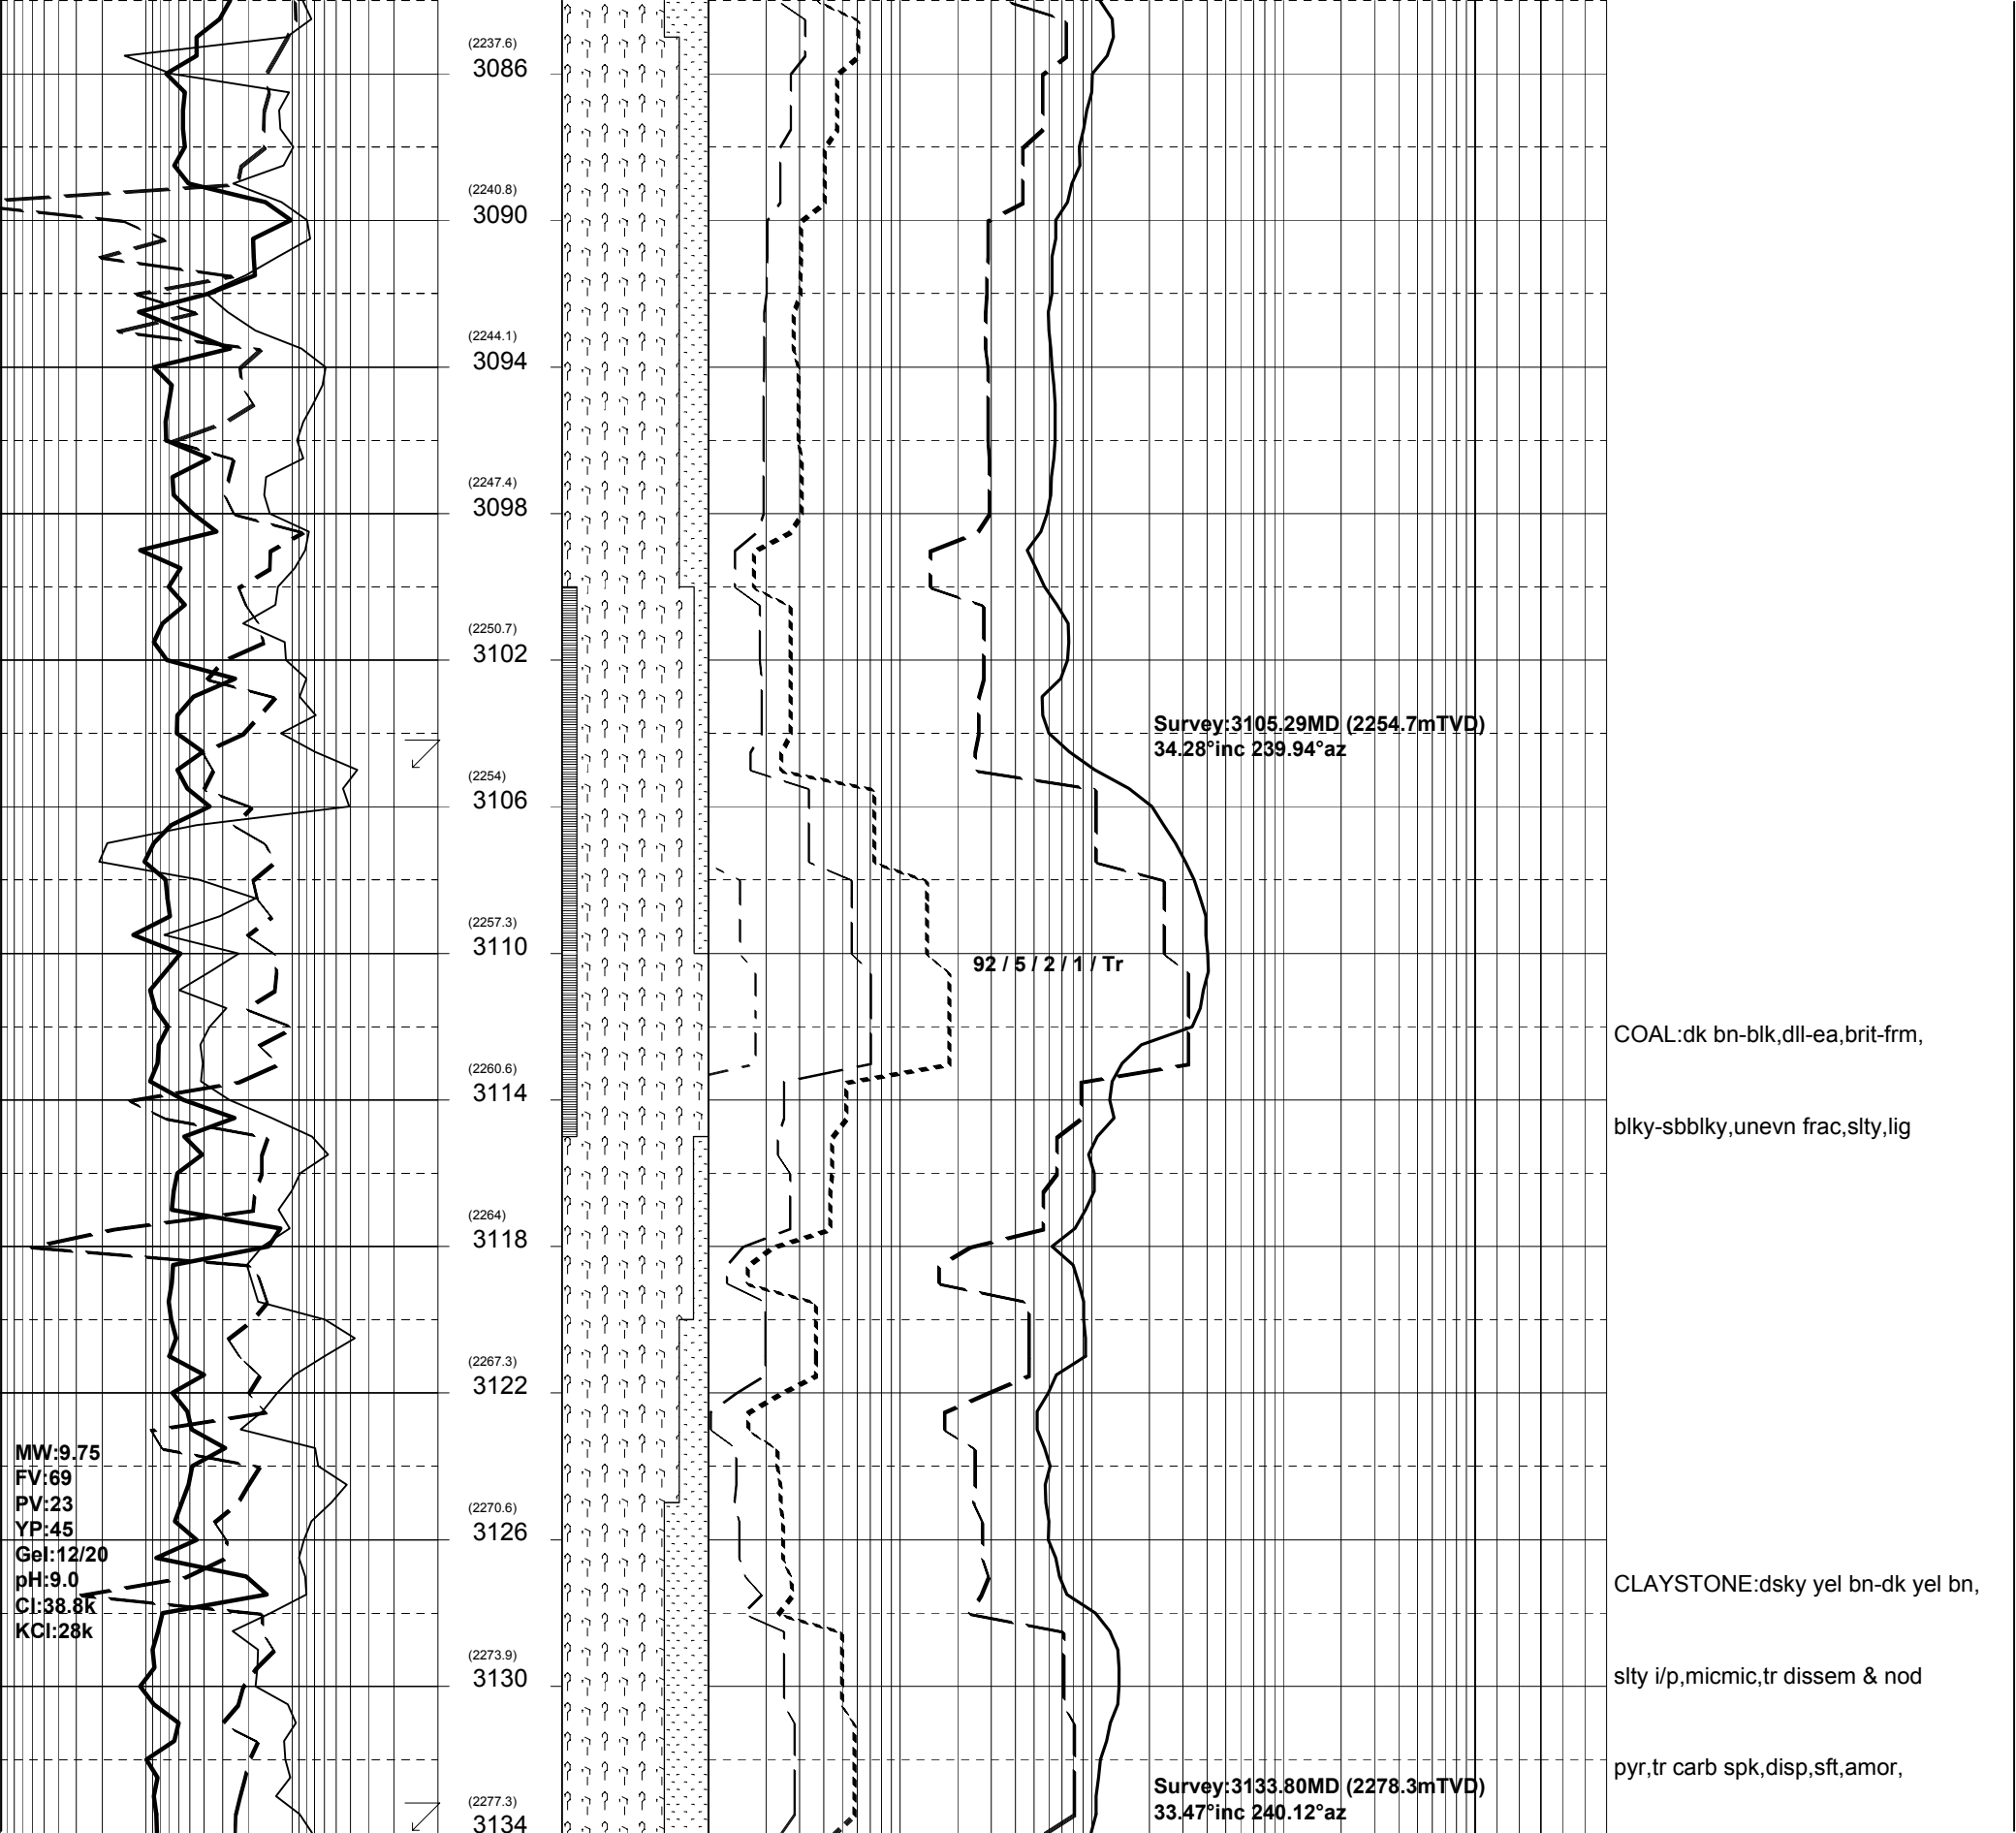 (2237.6)
3086
(2240.8)
3090
(2244.1)
3094
(2247.4)
3098
(2250.7)
3102
Survey:3105.29MD (2254.7mTVD)
34.28°inc 239.94°az
(2254)
3106
(2257.3)
3110
92 / 5 / 2 / 1 / Tr
COAL:dk bn-blk,dll-ea,brit-frm,
(2260.6)
3114
blky-sbblky,unevn frac,slty,lig
(2264)
3118
(2267.3)
3122
MW:9.75
FV:69
PV:23
YP:45
Gel:12/20
pH:9.0
Cl:38.8k
KCl:28k
(2270.6)
3126
CLAYSTONE:dsky yel bn-dk yel bn,
(2273.9)
3130
slty i/p,micmic,tr dissem & nod
pyr,tr carb spk,disp,sft,amor,
Survey:3133.80MD (2278.3mTVD)
33.47°inc 240.12°az
(2277.3)
3134